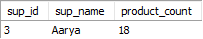 sup_id sup_name product_count
3 Aarya 18